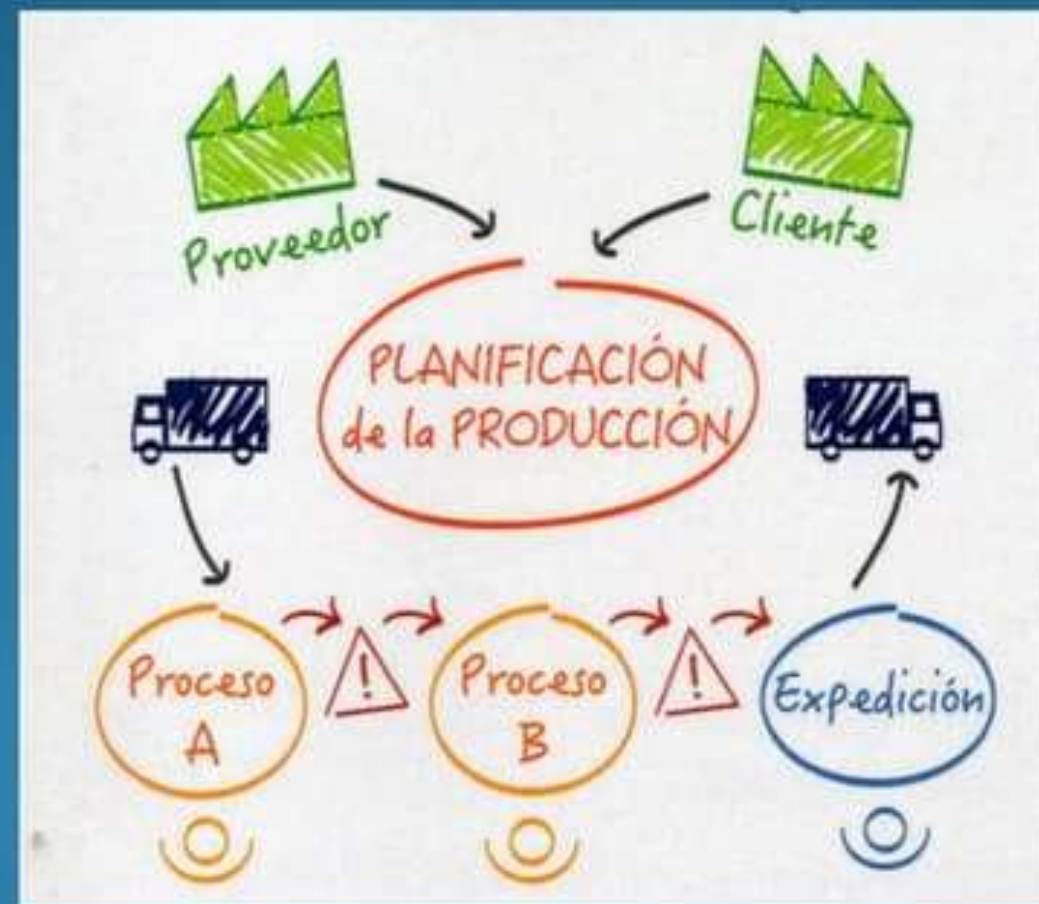 Proveedor
Cliente
PLANIFICACIÓN
de la PRODUCCIÓN
!
!
Proceso
A
Proceso
B
Expedición